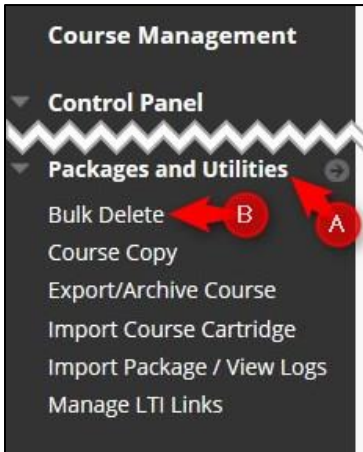 Course Management
Control Panel
Packages and Utilities
A
Bulk Delete
B
Course Copy
Export/Archive Course
Import Course Cartridge
Import Package / View Logs
Manage LTI Links